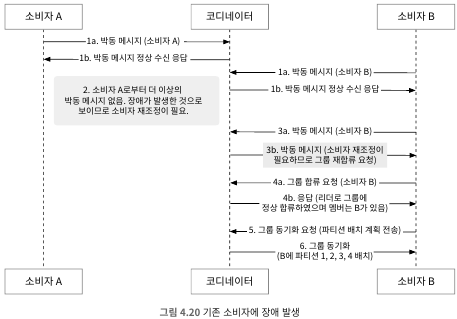 소비자 A
코디네이터
소비자 B
1a. 박동 메시지 (소비자 A)
1b. 박동 메시지 정상 수신 응답
1a. 박동 메시지 (소비자 B)
1b. 박동 메시지 정상 수신 응답
2. 소비자 A로부터 더 이상의
박동 메시지 없음. 장애가 발생한 것으로
보이므로 소비자 재조정이 필요.
3a. 박동 메시지 (소비자 B)
3b. 박동 메시지 (소비자 재조정이
필요하므로 그룹 재합류 요청)
4a. 그룹 합류 요청 (소비자 B)
4b. 응답 (리더로 그룹에
정상 합류하였으며 멤버는 B가 있음)
5. 그룹 동기화 요청 (파티션 배치 계획 전송)
6. 그룹 동기화
(B에 파티션 1, 2, 3, 4 배치)
소비자 A
코디네이터
소비자 B
그림 4.20 기존 소비자에 장애 발생